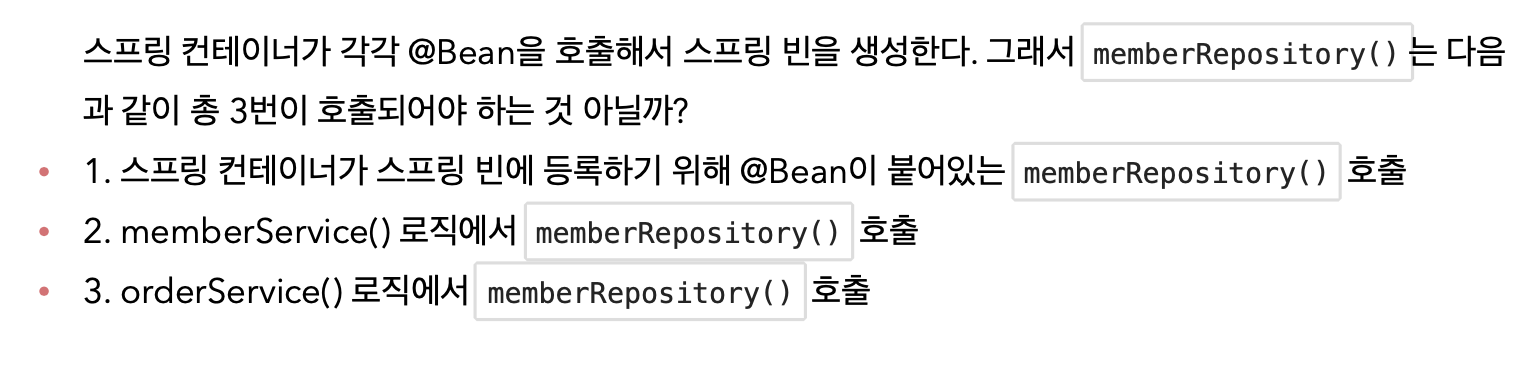 스프링 컨테이너가 각각 @Bean을 호출해서 스프링 빈을 생성한다. 그래서 memberRepository() 는 다음
과 같이 총 3번이 호출되어야 하는 것 아닐까?
• 1. 스프링 컨테이너가 스프링 빈에 등록하기 위해 @Bean이 붙어있는 memberRepository() 호출
• 2. memberService() 로직에서 memberRepository() 호출
• 3. orderService() 로직에서 memberRepository() 호출